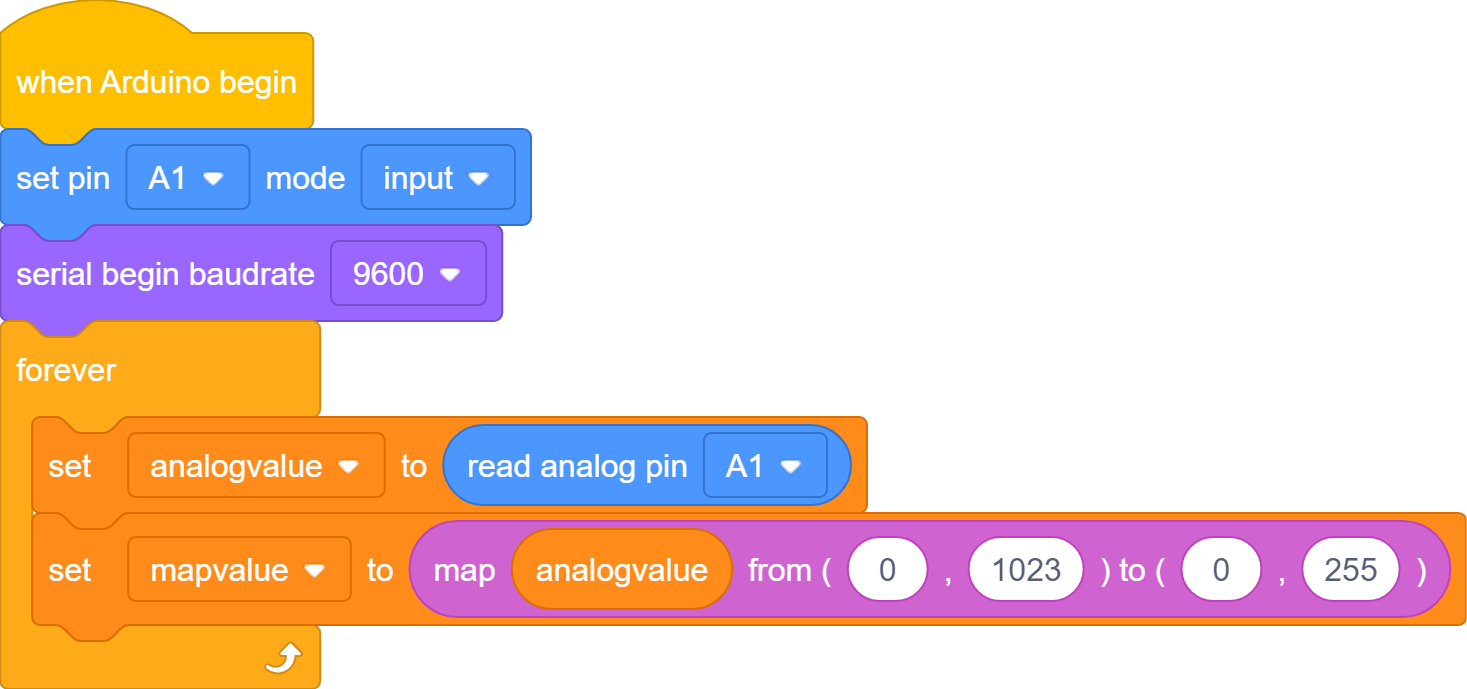 when Arduino begin
set pin A1 mode input
serial begin baudrate 9600
forever
set analogvalue to read analog pin A1
set mapvalue to map analogvalue from ( 0 , 1023 ) to ( 0 , 255 )